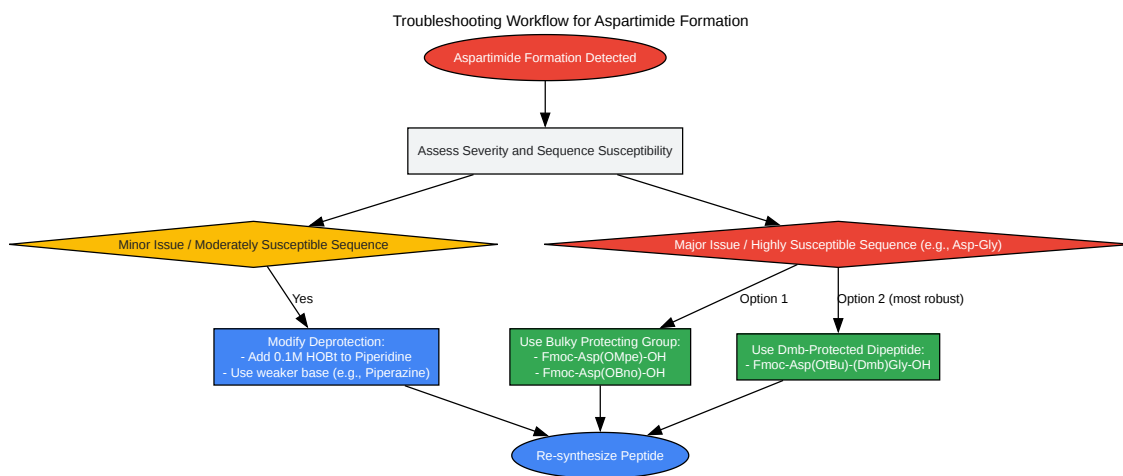 Troubleshooting Workflow for Aspartimide Formation
Aspartimide Formation Detected
Assess Severity and Sequence Susceptibility
Minor Issue / Moderately Susceptible Sequence
Major Issue / Highly Susceptible Sequence (e.g., Asp-Gly)
Yes
Option 1
Option 2 (most robust)
Modify Deprotection:
- Add 0.1M HOBt to Piperidine
- Use weaker base (e.g., Piperazine)
Use Bulky Protecting Group:
- Fmoc-Asp(OMpe)-OH
- Fmoc-Asp(OBno)-OH
Use Dmb-Protected Dipeptide:
- Fmoc-Asp(OtBu)-(Dmb)Gly-OH
Re-synthesize Peptide